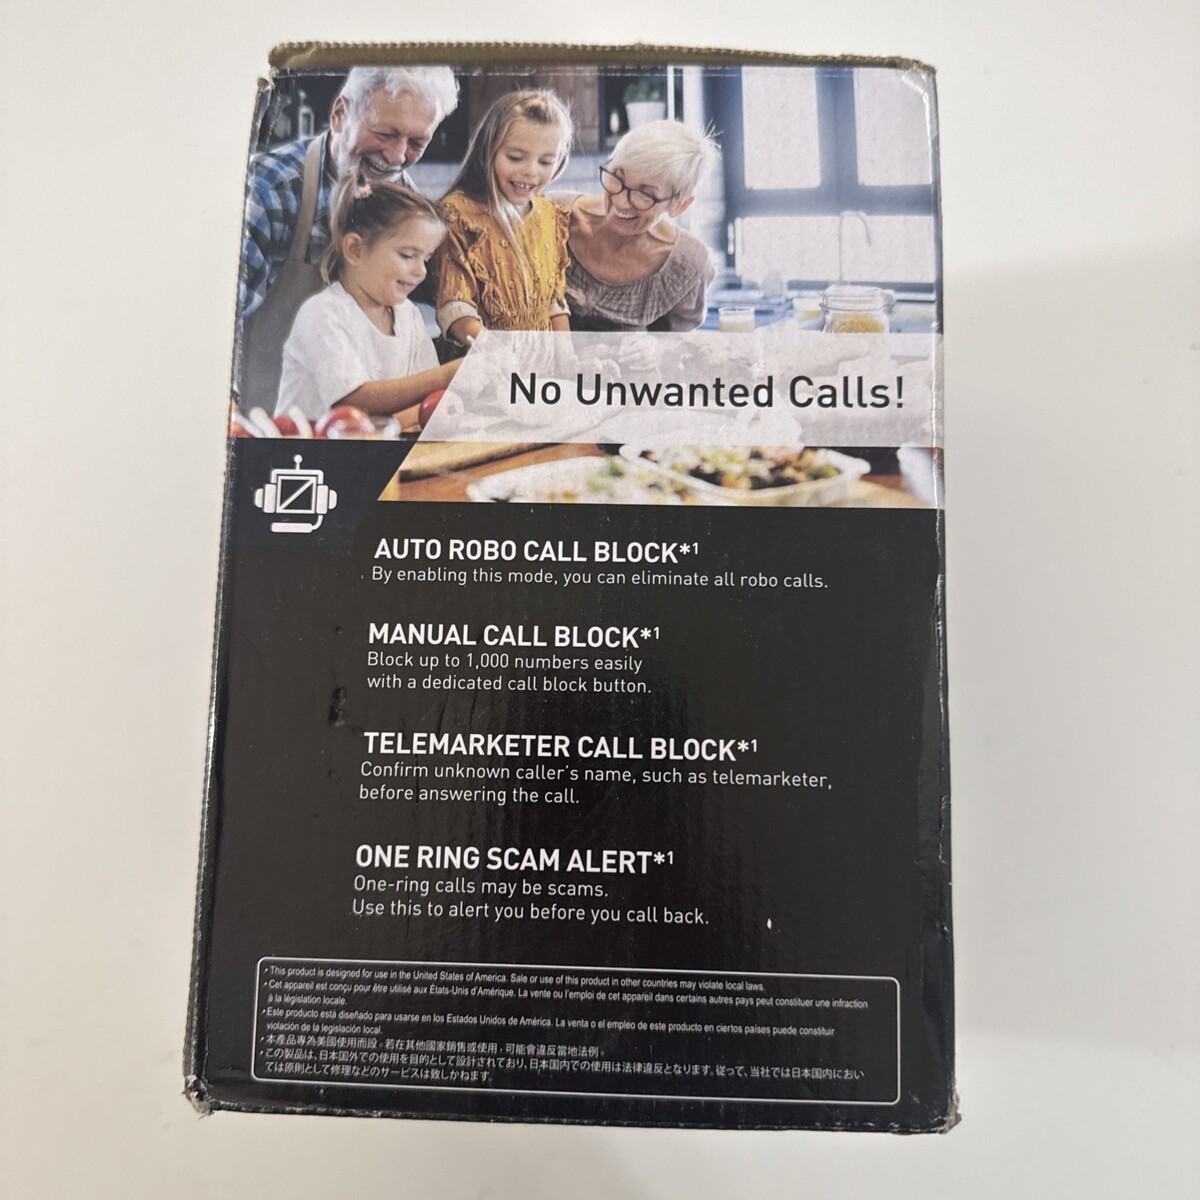 No Unwanted Calls!
AUTO ROBO CALL BLOCK*1
By enabling this mode, you can eliminate all robo calls.
MANUAL CALL BLOCK*1
Block up to 1,000 numbers easily
with a dedicated call block button.
TELEMARKETER CALL BLOCK*1
Confirm unknown caller's name, such as telemarketer,
before answering the call.
ONE RING SCAM ALERT*1
One-ring calls may be scams.
Use this to alert you before you call back.
• This product is designed for use in the United States of America. Sale or use of this product in other countries may violate local laws.
• Cet appareil est conçu pour être utilisé aux États-Unis d'Amérique. La vente ou l'emploi de cet appareil dans certains autres pays peut constituer une infraction
à la législation locale.
• Este producto está diseñado para usarse en los Estados Unidos de América. La venta o el empleo de este producto en ciertos países puede constituir
violación de la legislación local.
• 本產品專為美國使用而設。若在其他國家銷售或使用，可能會違反當地法例。
• この製品は、日本国外での使用を目的として設計されており、日本国内での使用は法律違反となります。従って、当社では日本国内におい
ては原則として修理などのサービスは致しかねます。